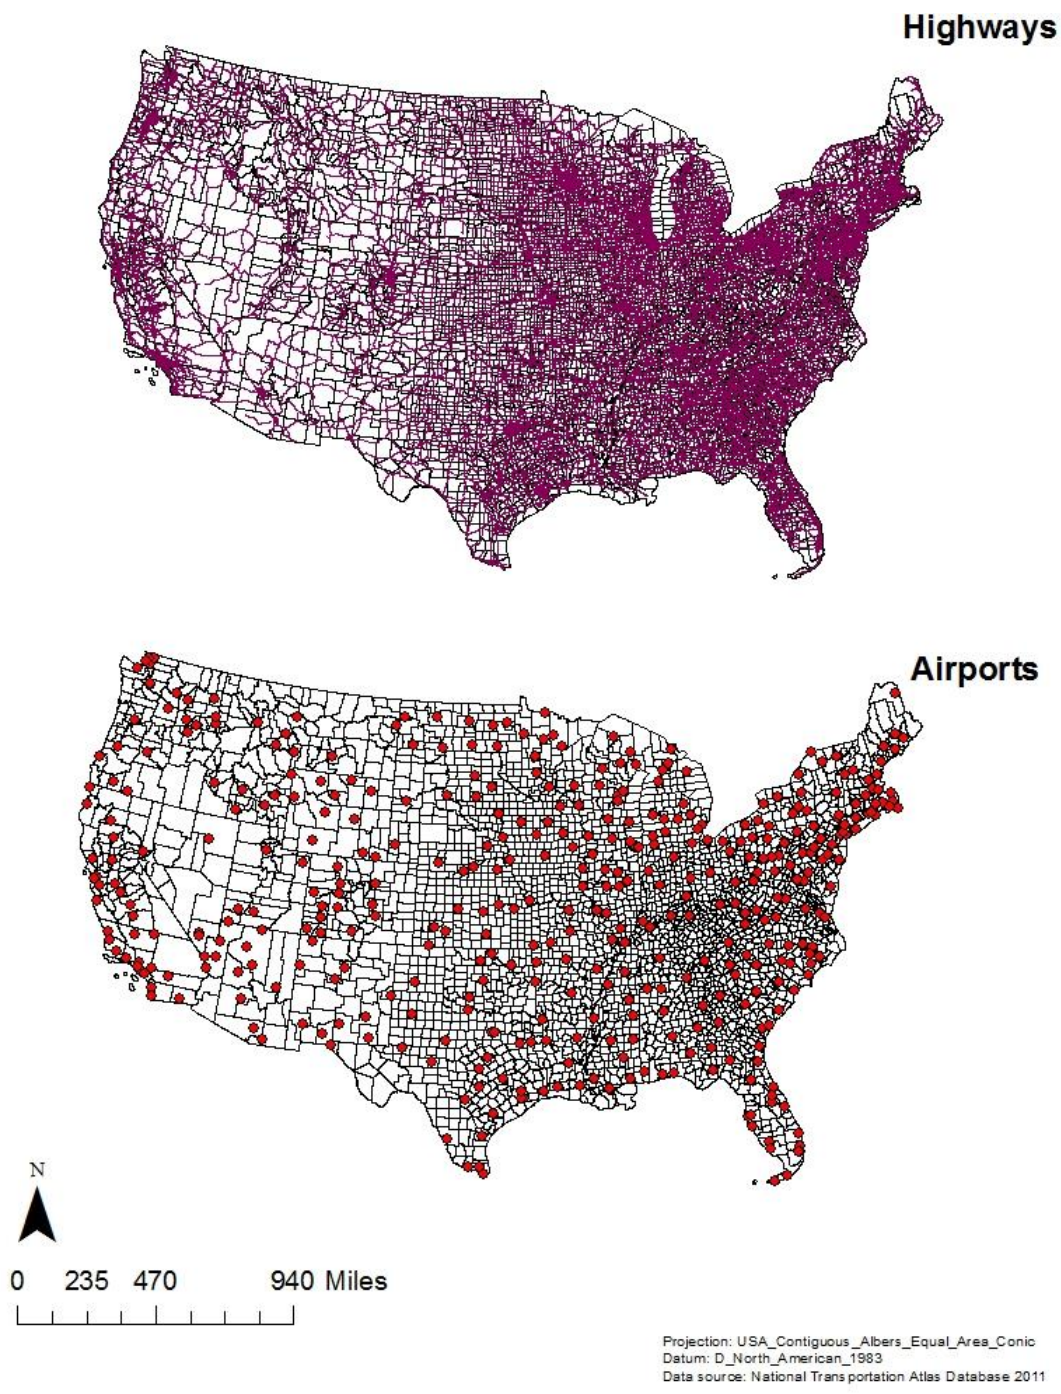 Highways
Airports
N
0 235 470 940 Miles
Projection: USA_Contiguous_Albers_Equal_Area_Conic
Datum: D_North_American_1983
Data source: National Transportation Atlas Database 2011